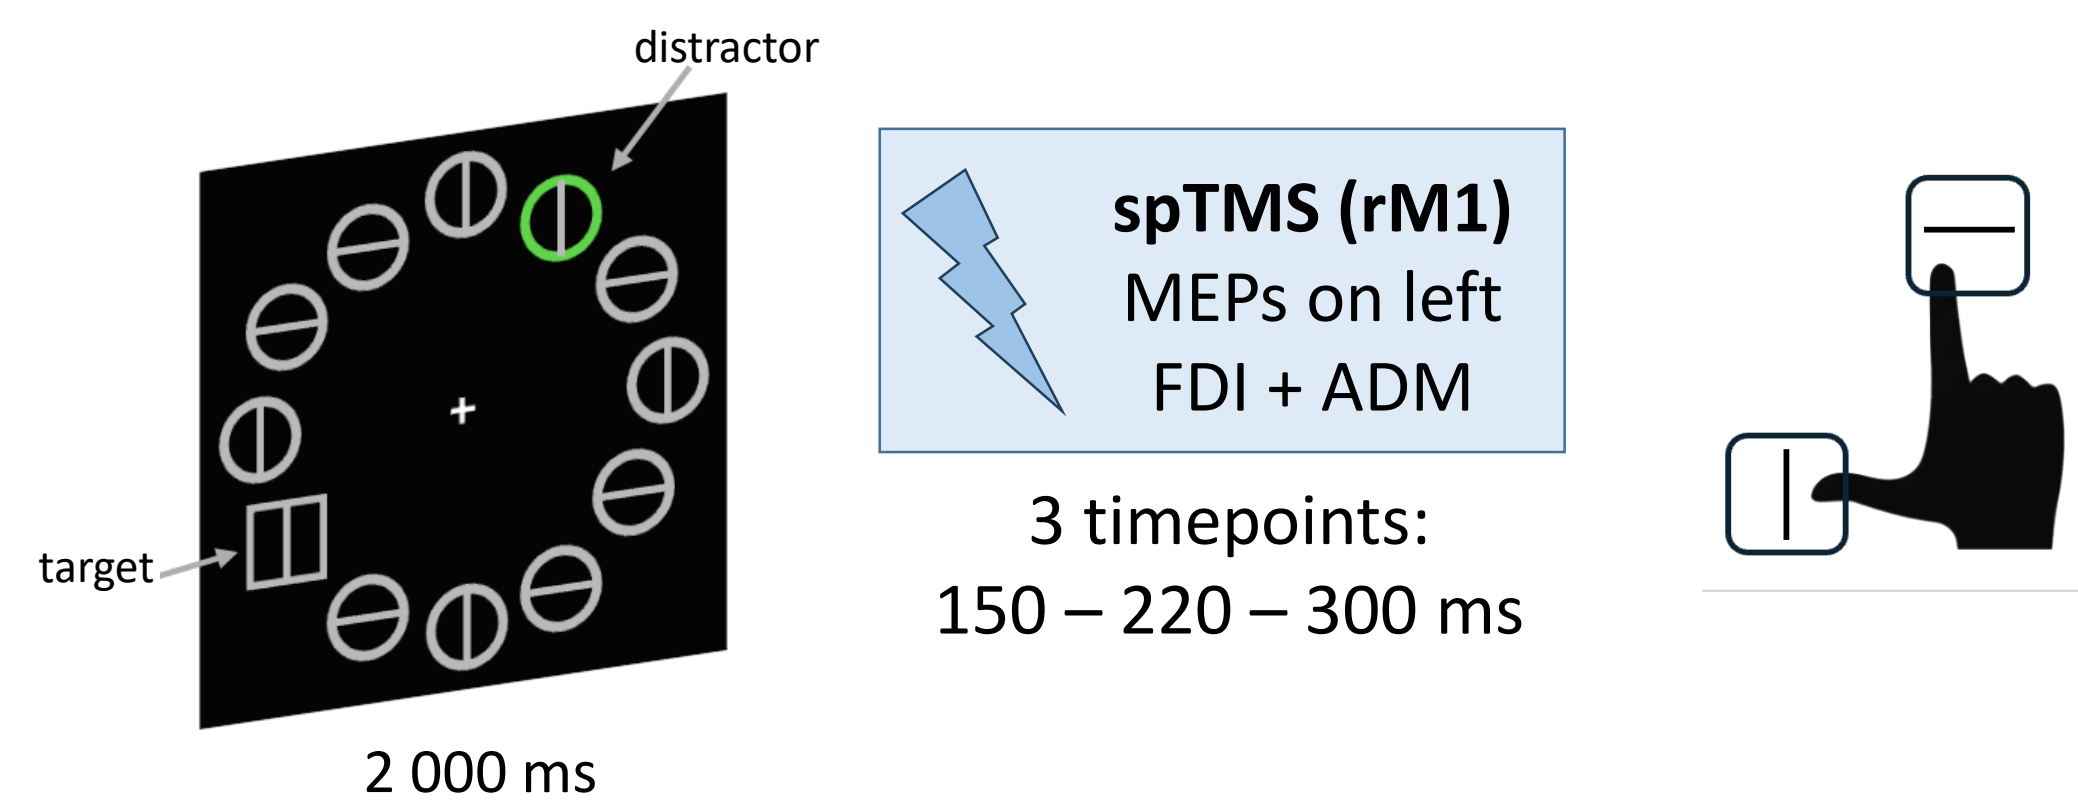 distractor
target
2 000 ms
spTMS (rM1)
MEPs on left
FDI + ADM
3 timepoints:
150 – 220 – 300 ms